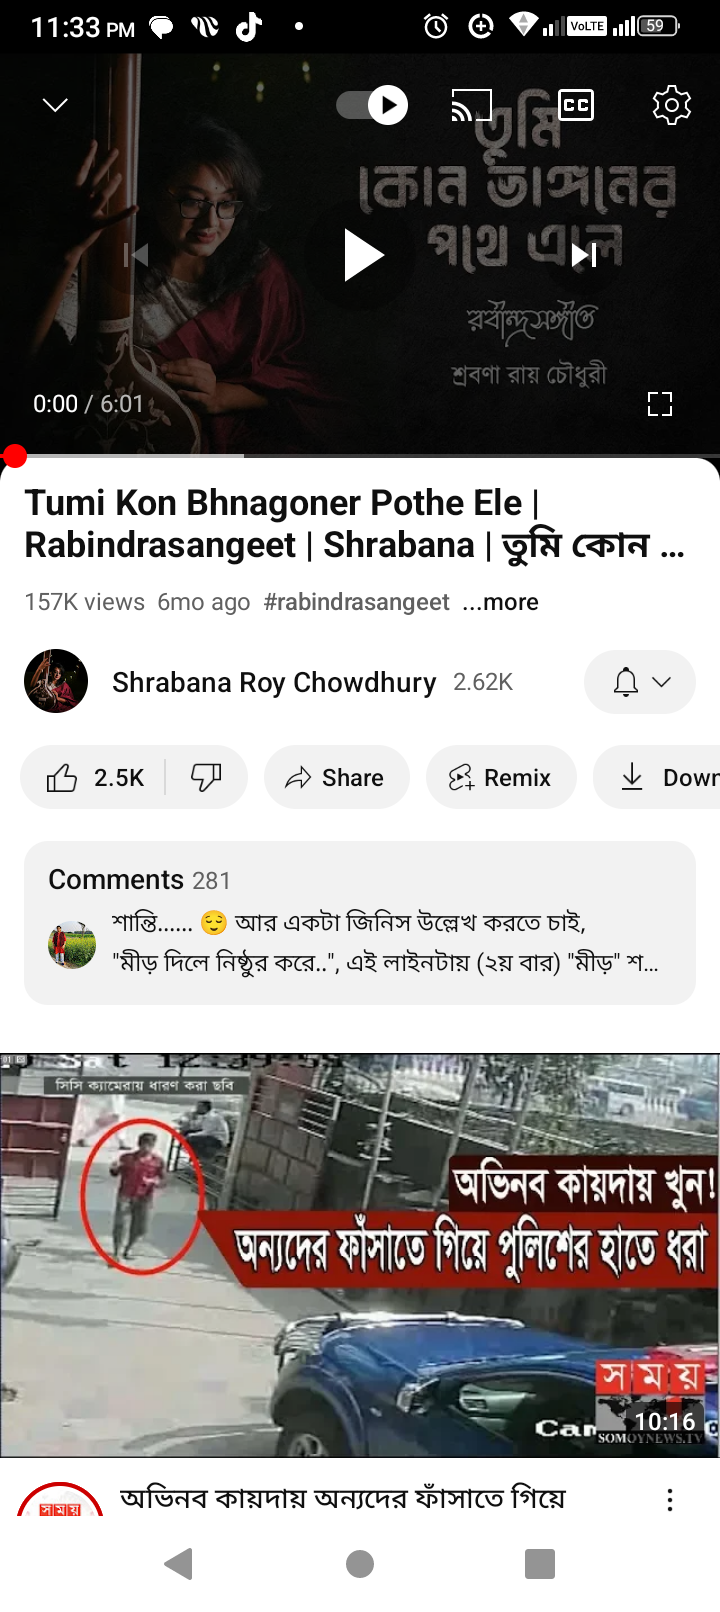 11:33 PM
VoLTE
59
CC
তুমি
কোন ভাঙ্গনের
পথে এলে
রবীন্দ্রসঙ্গীত
শ্রবণা রায় চৌধুরী
0:00 / 6:01
Tumi Kon Bhnagoner Pothe Ele |
Rabindrasangeet | Shrabana | তুমি কোন ...
157K views 6mo ago #rabindrasangeet ...more
Shrabana Roy Chowdhury 2.62K
2.5K Share Remix Down
Comments 281
শান্তি...... 😌 আর একটা জিনিস উল্লেখ করতে চাই,
"মীড় দিলে নিষ্ঠুর করে..", এই লাইনটায় (২য় বার) "মীড়" শ...
সিসি ক্যামেরায় ধারণ করা ছবি
অভিনব কায়দায় খুন!
অন্যদের ফাঁসাতে গিয়ে পুলিশের হাতে ধরা
সময়
10:16
SOMOYNEWS.TV
সময়
অভিনব কায়দায় অন্যদের ফাঁসাতে গিয়ে